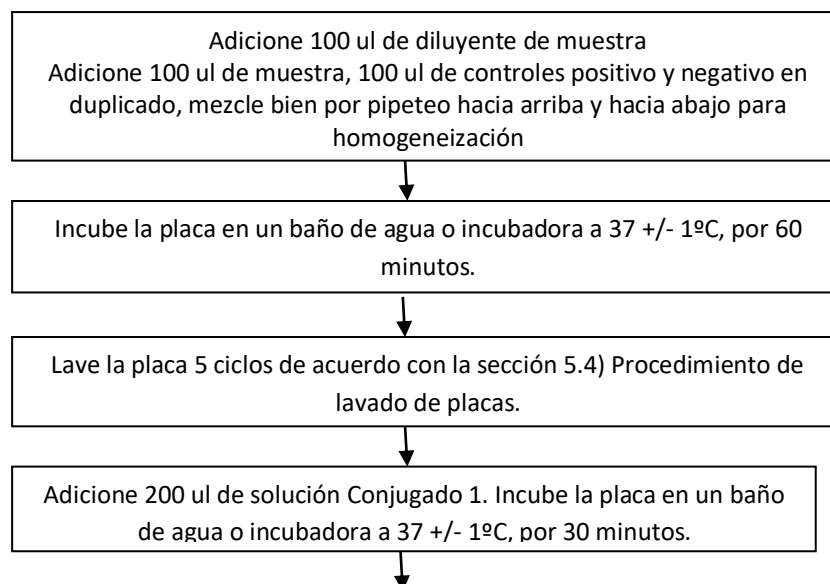 Adicione 100 ul de diluyente de muestra
Adicione 100 ul de muestra, 100 ul de controles positivo y negativo en
duplicado, mezcle bien por pipeteo hacia arriba y hacia abajo para
homogeneización
Incube la placa en un baño de agua o incubadora a 37 +/- 1ºC, por 60
minutos.
Lave la placa 5 ciclos de acuerdo con la sección 5.4) Procedimiento de
lavado de placas.
Adicione 200 ul de solución Conjugado 1. Incube la placa en un baño
de agua o incubadora a 37 +/- 1ºC, por 30 minutos.